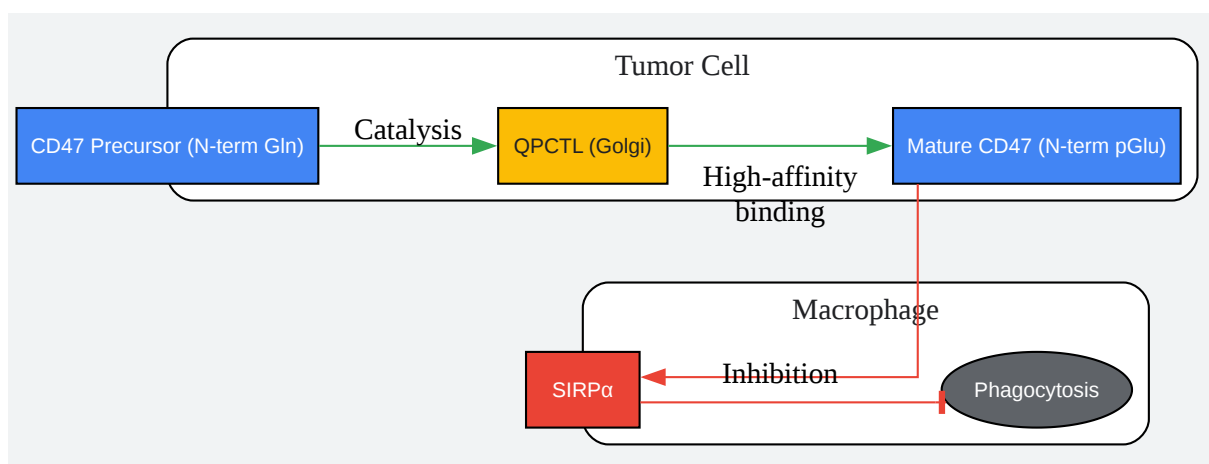 Tumor Cell
CD47 Precursor (N-term Gln)
Catalysis
QPCTL (Golgi)
Mature CD47 (N-term pGlu)
High-affinity
binding
Macrophage
SIRPα
Inhibition
Phagocytosis